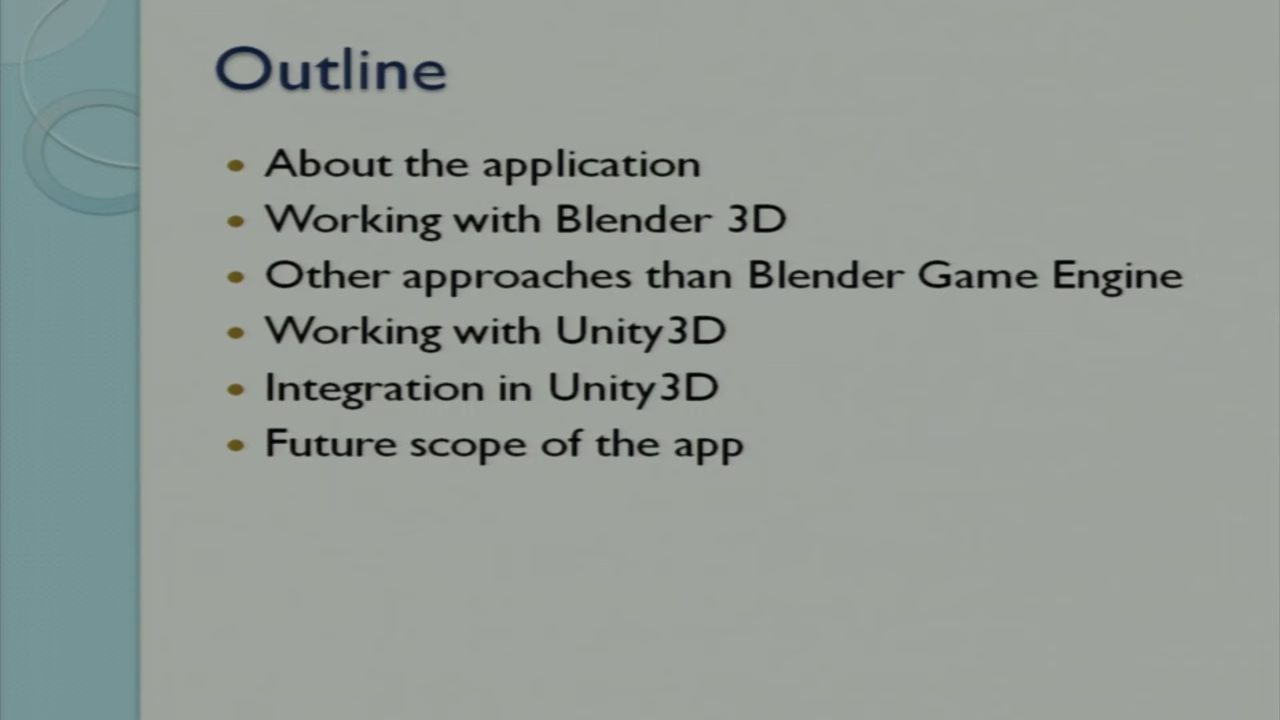 Outline
• About the application
• Working with Blender 3D
• Other approaches than Blender Game Engine
• Working with Unity3D
• Integration in Unity3D
• Future scope of the app